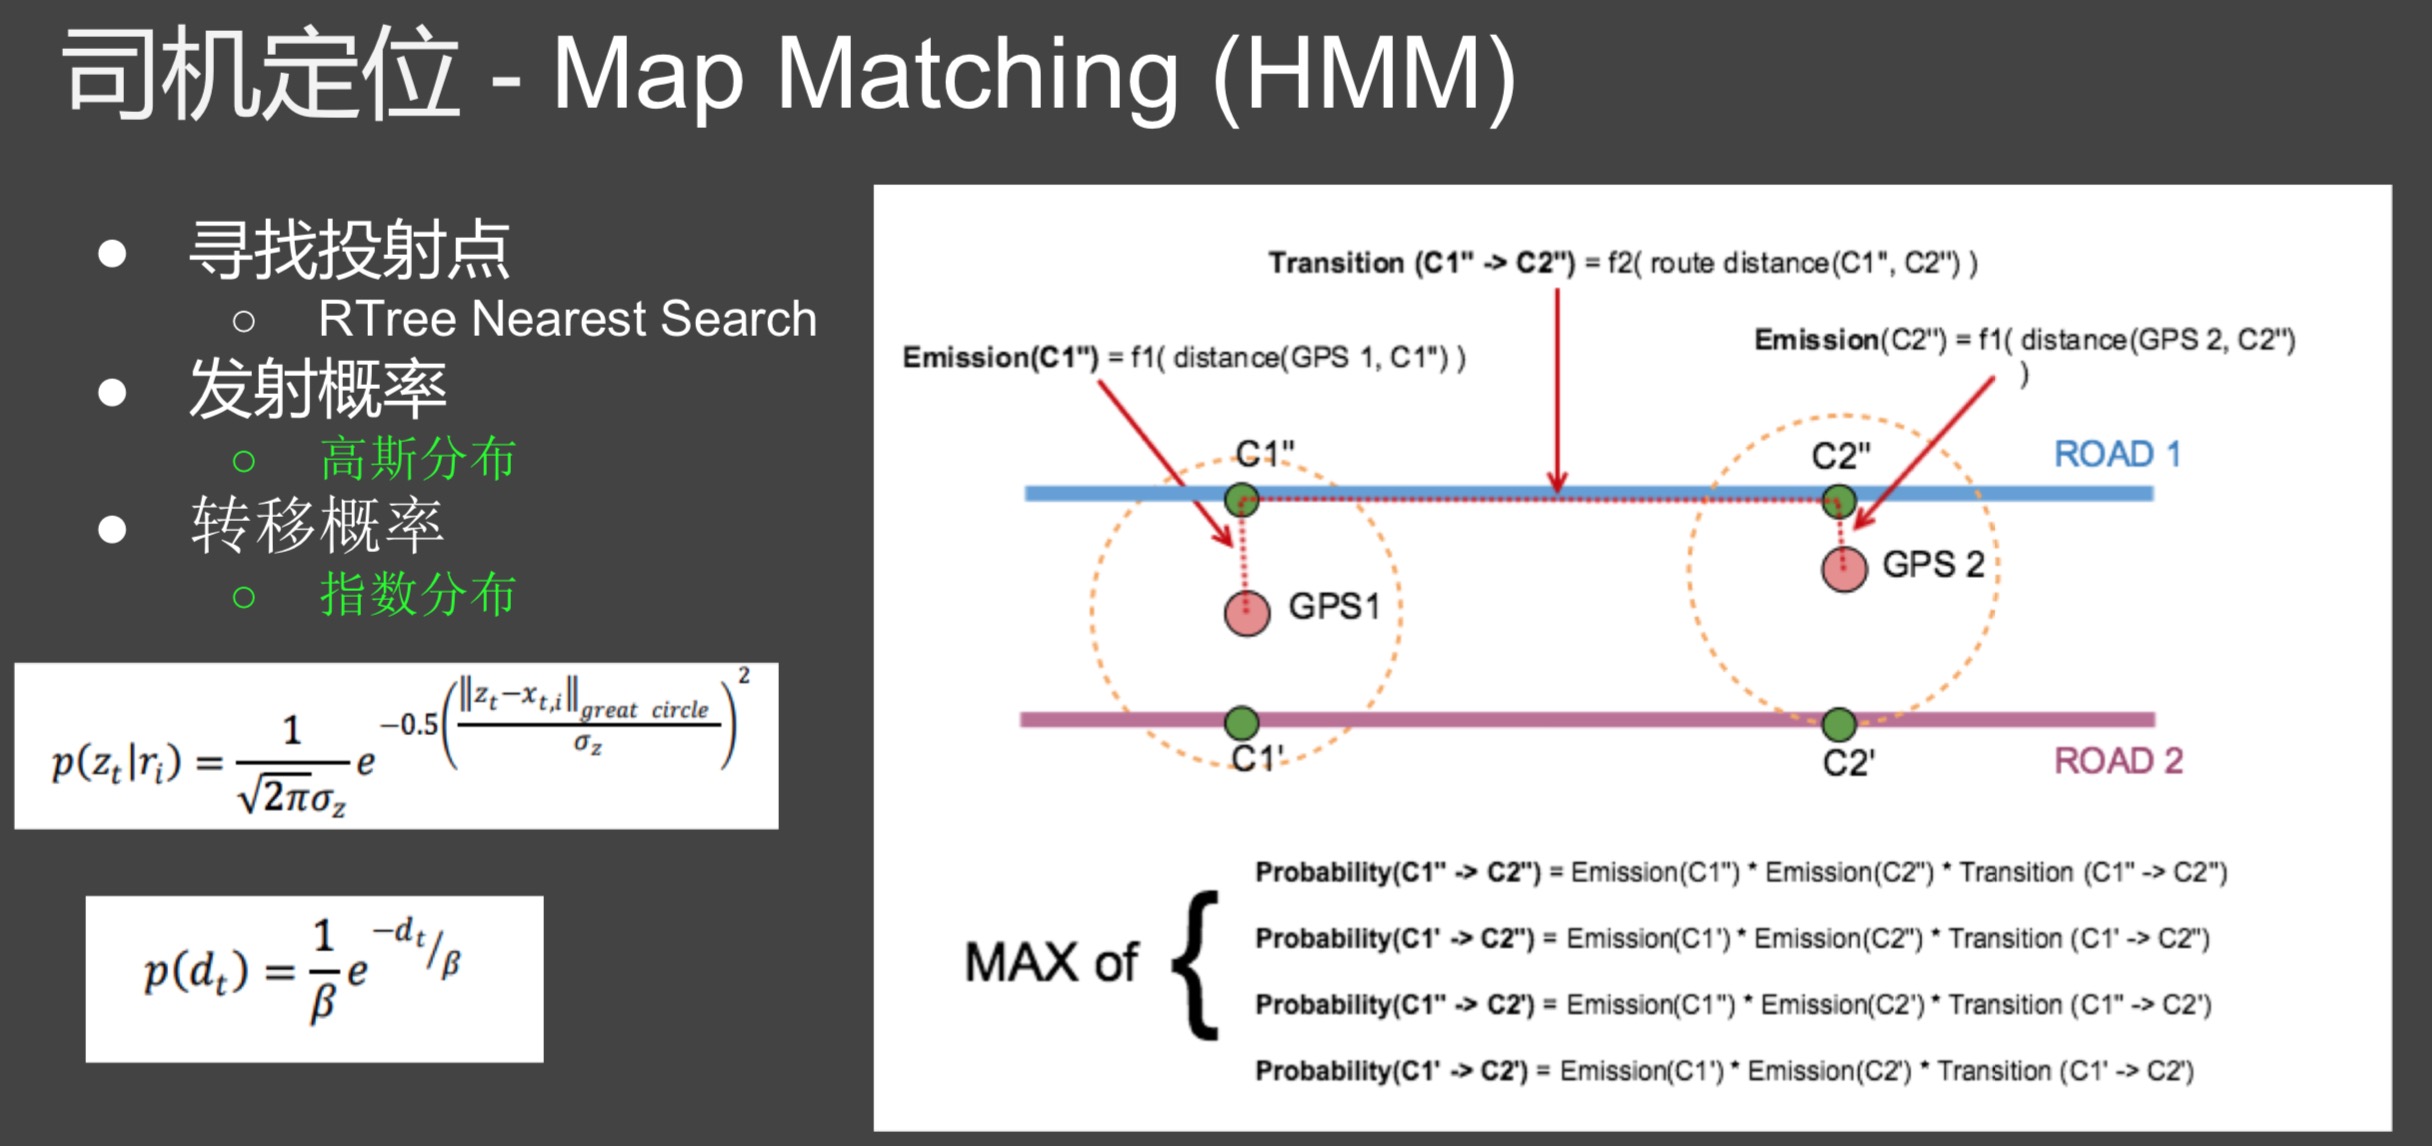 司机定位 - Map Matching (HMM)
● 寻找投射点
○ RTree Nearest Search
● 发射概率
○ 高斯分布
● 转移概率
○ 指数分布
p(z_t|r_i) = \frac{1}{\sqrt{2\pi}\sigma_z} e^{-0.5\left(\frac{\|z_t - x_{t,i}\|_{great circle}}{\sigma_z}\right)^2}
p(d_t) = \frac{1}{\beta} e^{-d_t/\beta}
Transition (C1" -> C2") = f2( route distance(C1", C2") )
Emission(C1") = f1( distance(GPS 1, C1") )
Emission(C2") = f1( distance(GPS 2, C2")
)
C1"
C2"
ROAD 1
GPS1
GPS 2
C1'
C2'
ROAD 2
MAX of {
Probability(C1" -> C2") = Emission(C1") * Emission(C2") * Transition (C1" -> C2")
Probability(C1' -> C2") = Emission(C1') * Emission(C2") * Transition (C1' -> C2")
Probability(C1" -> C2') = Emission(C1") * Emission(C2') * Transition (C1" -> C2')
Probability(C1' -> C2') = Emission(C1') * Emission(C2') * Transition (C1' -> C2')